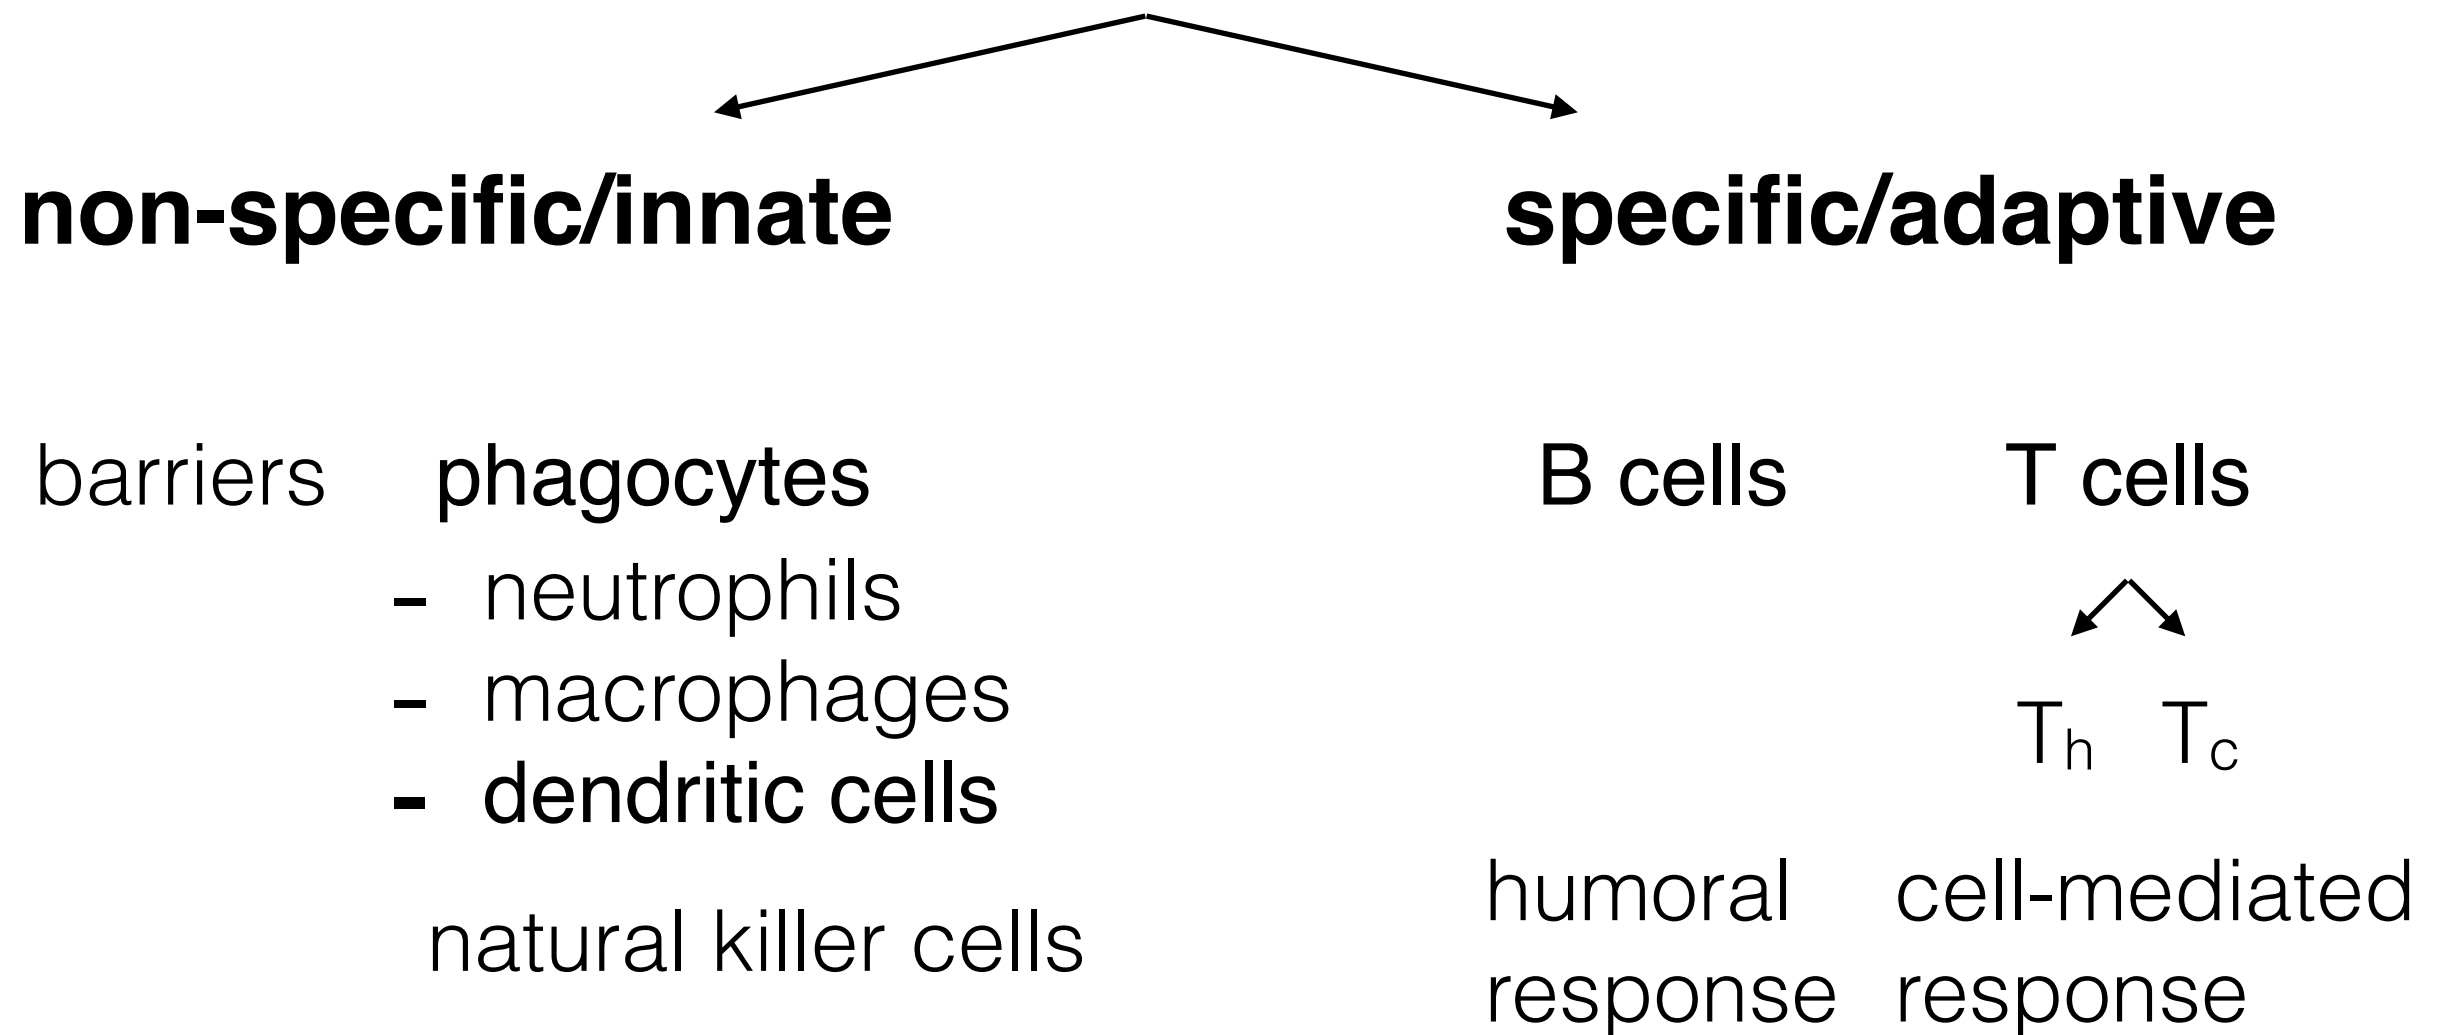 non-specific/innate specific/adaptive
barriers phagocytes B cells T cells
- neutrophils
- macrophages
Th Tc
- dendritic cells
humoral cell-mediated
natural killer cells
response response